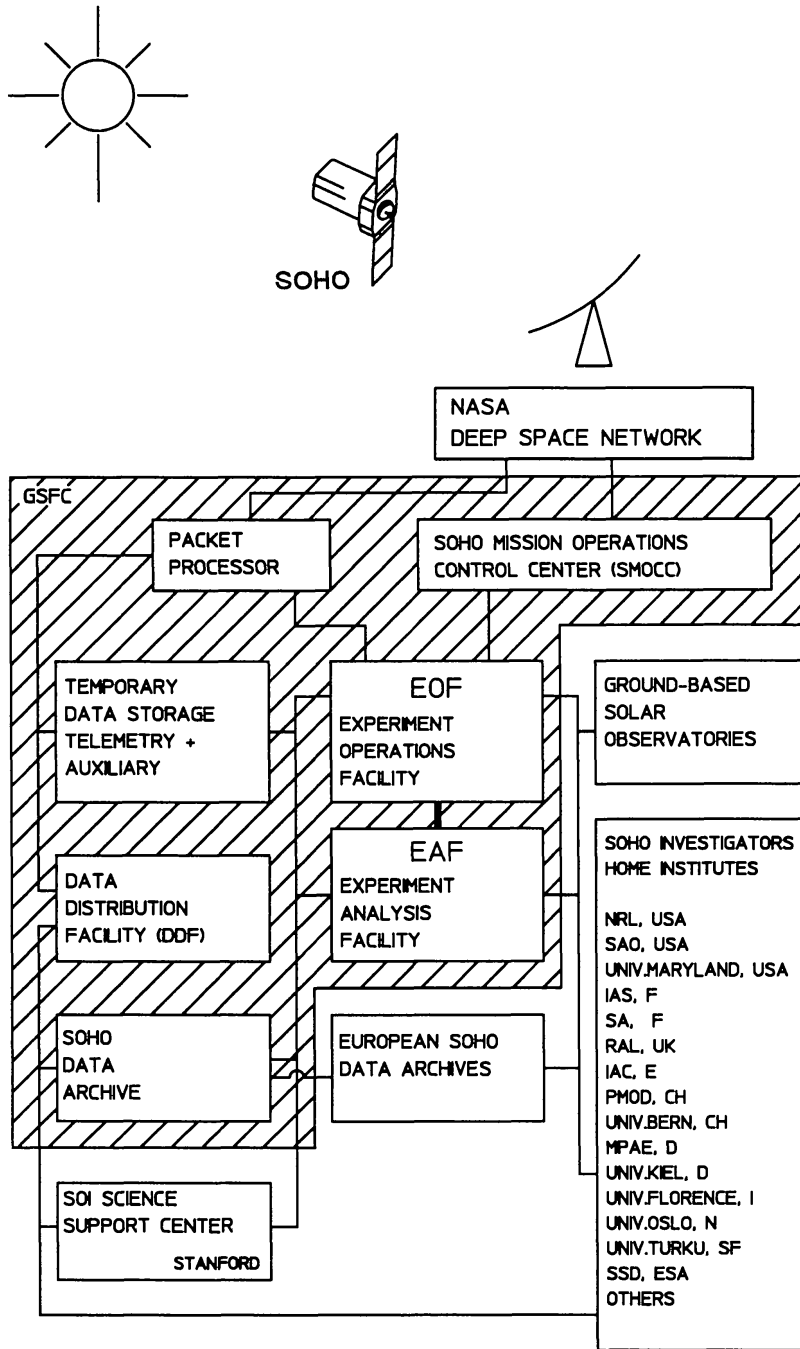 SOHO
NASA
DEEP SPACE NETWORK
GSFC
PACKET
PROCESSOR
SOHO MISSION OPERATIONS
CONTROL CENTER (SMOCC)
TEMPORARY
DATA STORAGE
TELEMETRY +
AUXILIARY
EOF
EXPERIMENT
OPERATIONS
FACILITY
GROUND-BASED
SOLAR
OBSERVATORIES
DATA
DISTRIBUTION
FACILITY (DDF)
EAF
EXPERIMENT
ANALYSIS
FACILITY
SOHO INVESTIGATORS
HOME INSTITUTES
NRL, USA
SAO, USA
UNIV.MARYLAND, USA
IAS, F
SA, F
RAL, UK
IAC, E
PMOD, CH
UNIV.BERN, CH
MPAE, D
UNIV.KIEL, D
UNIV.FLORENCE, I
UNIV.OSLO, N
UNIV.TURKU, SF
SSD, ESA
OTHERS
SOHO
DATA
ARCHIVE
EUROPEAN SOHO
DATA ARCHIVES
SOI SCIENCE
SUPPORT CENTER
STANFORD